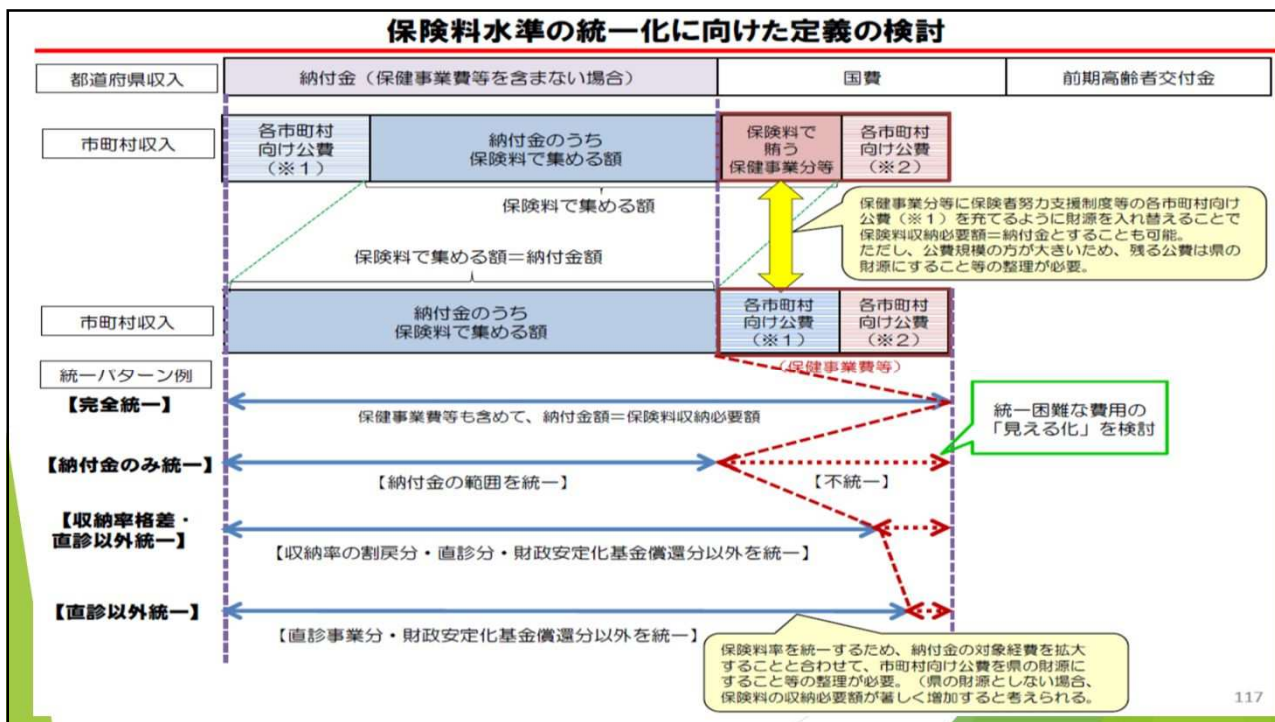 保険料水準の統一化に向けた定義の検討
都道府県収入
納付金（保健事業費等を含まない場合）
国費
前期高齢者交付金
市町村収入
各市町村
向け公費
（※１）
納付金のうち
保険料で集める額
保険料で
賄う
保健事業分等
各市町村
向け公費
（※２）
保険料で集める額
保健事業分等に保険者努力支援制度等の各市町村向け
公費（※１）を充てるように財源を入れ替えることで
保険料収納必要額＝納付金とすることも可能。
ただし、公費規模の方が大きいため、残る公費は県の
財源にすること等の整理が必要。
保険料で集める額＝納付金額
市町村収入
納付金のうち
保険料で集める額
各市町村
向け公費
（※１）
各市町村
向け公費
（※２）
統一パターン例
（保健事業費等）
【完全統一】
保健事業費等も含めて、納付金額＝保険料収納必要額
統一困難な費用の
「見える化」を検討
【納付金のみ統一】
【納付金の範囲を統一】
【不統一】
【収納率格差・
直診以外統一】
【収納率の割戻分・直診分・財政安定化基金償還分以外を統一】
【直診以外統一】
【直診事業分・財政安定化基金償還分以外を統一】
保険料率を統一するため、納付金の対象経費を拡大
することと合わせて、市町村向け公費を県の財源に
すること等の整理が必要。（県の財源としない場合、
保険料の収納必要額が著しく増加すると考えられる。
117